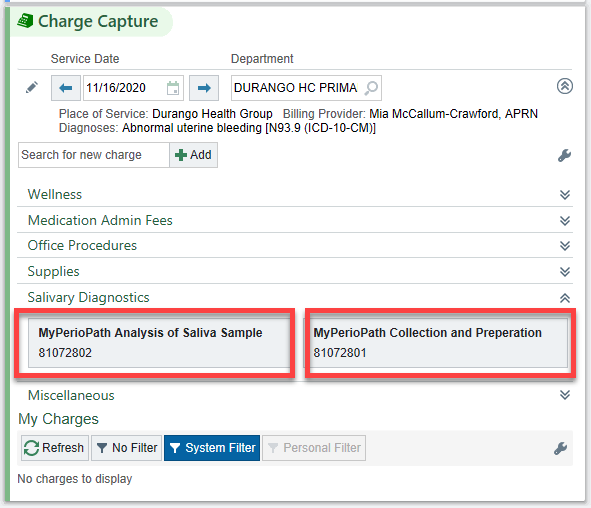 Charge Capture
Service Date Department
11/16/2020 DURANGO HC PRIMA
Place of Service: Durango Health Group Billing Provider: Mia McCallum-Crawford, APRN
Diagnoses: Abnormal uterine bleeding [N93.9 (ICD-10-CM)]
Search for new charge Add
Wellness
Medication Admin Fees
Office Procedures
Supplies
Salivary Diagnostics
MyPerioPath Analysis of Saliva Sample MyPerioPath Collection and Preperation
81072802 81072801
Miscellaneous
My Charges
Refresh No Filter System Filter Personal Filter
No charges to display